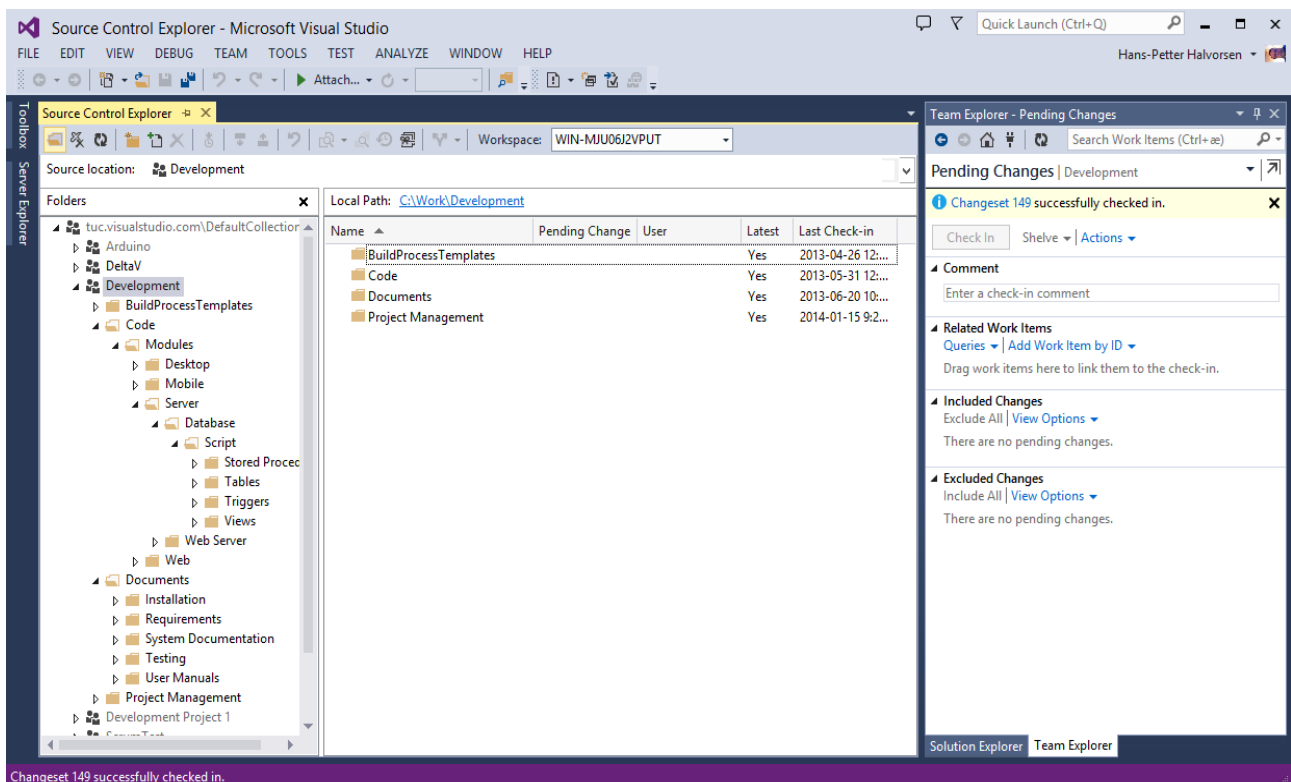 Source Control Explorer - Microsoft Visual Studio
Quick Launch (Ctrl+Q)
FILE EDIT VIEW DEBUG TEAM TOOLS TEST ANALYZE WINDOW HELP
Hans-Petter Halvorsen
Attach...
Toolbox
Server Explorer
Source Control Explorer
Workspace: WIN-MJU06J2VPUT
Source location: Development
Folders
tuc.visualstudio.com\DefaultCollection
Arduino
DeltaV
Development
BuildProcessTemplates
Code
Modules
Desktop
Mobile
Server
Database
Script
Stored Proced
Tables
Triggers
Views
Web Server
Web
Documents
Installation
Requirements
System Documentation
Testing
User Manuals
Project Management
Development Project 1
Local Path: C:\Work\Development
Name Pending Change User Latest Last Check-in
BuildProcessTemplates Yes 2013-04-26 12:...
Code Yes 2013-05-31 12:...
Documents Yes 2013-06-20 10:...
Project Management Yes 2014-01-15 9:2...
Team Explorer - Pending Changes
Search Work Items (Ctrl+æ)
Pending Changes | Development
Changeset 149 successfully checked in.
Check In Shelve | Actions
Comment
Enter a check-in comment
Related Work Items
Queries | Add Work Item by ID
Drag work items here to link them to the check-in.
Included Changes
Exclude All | View Options
There are no pending changes.
Excluded Changes
Include All | View Options
There are no pending changes.
Solution Explorer Team Explorer
Changeset 149 successfully checked in.